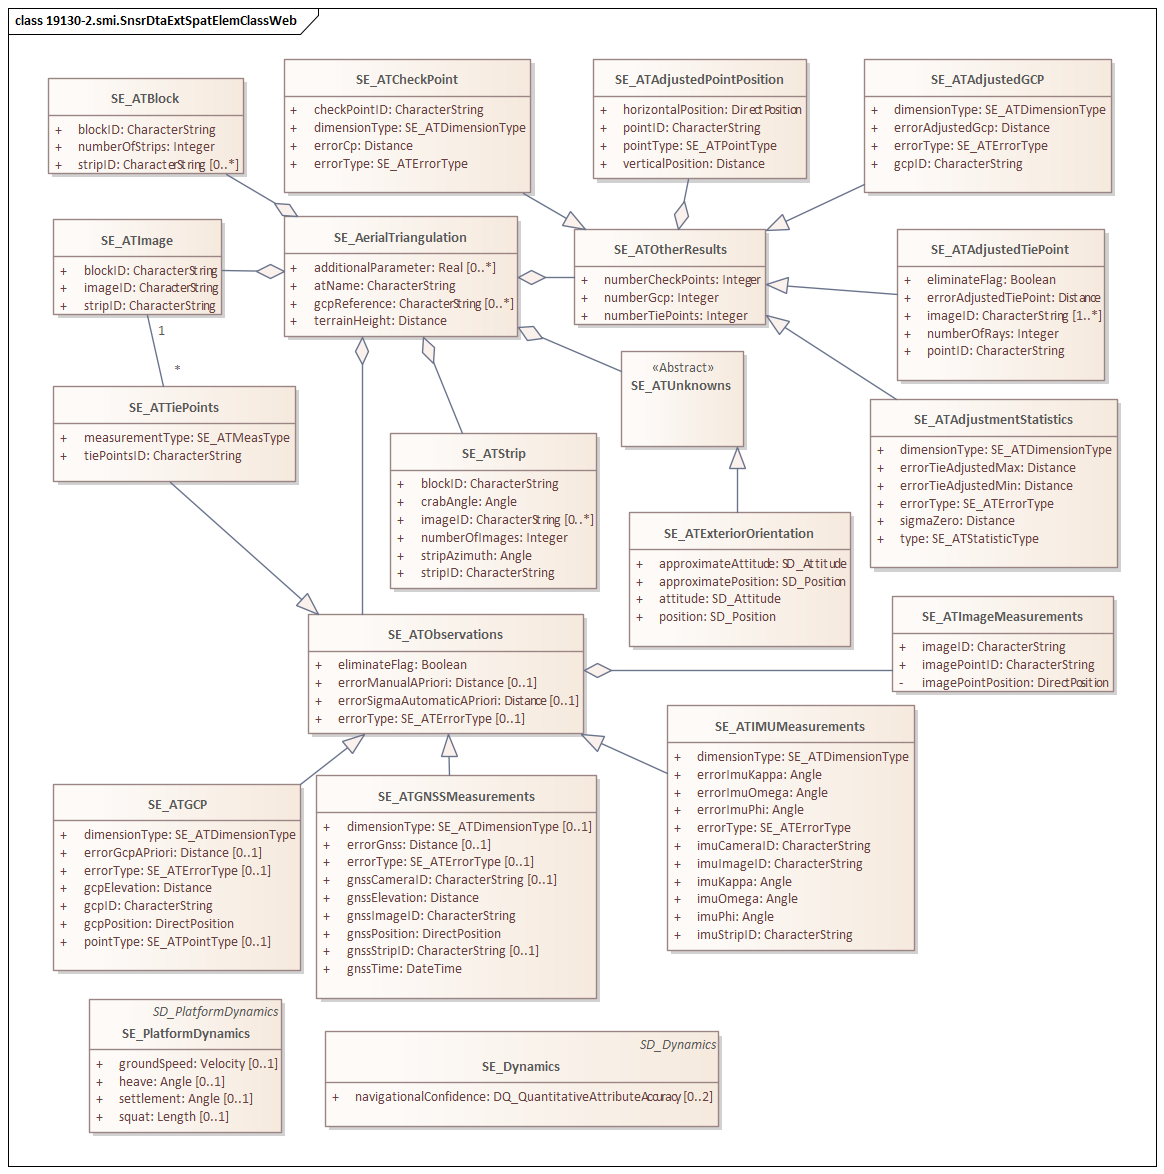 class 19130-2.smi.SnsrDtaExtSpatElemClassWeb
SE_ATBlock
+ blockID: CharacterString
+ numberOfStrips: Integer
+ stripID: CharacterString [0..*]
SE_ATCheckPoint
+ checkPointID: CharacterString
+ dimensionType: SE_ATDimensionType
+ errorCp: Distance
+ errorType: SE_ATErrorType
SE_ATAdjustedPointPosition
+ horizontalPosition: DirectPosition
+ pointID: CharacterString
+ pointType: SE_ATPointType
+ verticalPosition: Distance
SE_ATAdjustedGCP
+ dimensionType: SE_ATDimensionType
+ errorAdjustedGcp: Distance
+ errorType: SE_ATErrorType
+ gcpID: CharacterString
SE_ATImage
+ blockID: CharacterString
+ imageID: CharacterString
+ stripID: CharacterString
SE_AerialTriangulation
+ additionalParameter: Real [0..*]
+ atName: CharacterString
+ gcpReference: CharacterString [0..*]
+ terrainHeight: Distance
SE_ATOtherResults
+ numberCheckPoints: Integer
+ numberGcp: Integer
+ numberTiePoints: Integer
SE_ATAdjustedTiePoint
+ eliminateFlag: Boolean
+ errorAdjustedTiePoint: Distance
+ imageID: CharacterString [1..*]
+ numberOfRays: Integer
+ pointID: CharacterString
1
*
«Abstract»
SE_ATUnknowns
SE_ATTiePoints
+ measurementType: SE_ATMeasType
+ tiePointsID: CharacterString
SE_ATStrip
+ blockID: CharacterString
+ crabAngle: Angle
+ imageID: CharacterString [0..*]
+ numberOfImages: Integer
+ stripAzimuth: Angle
+ stripID: CharacterString
SE_ATAdjustmentStatistics
+ dimensionType: SE_ATDimensionType
+ errorTieAdjustedMax: Distance
+ errorTieAdjustedMin: Distance
+ errorType: SE_ATErrorType
+ sigmaZero: Distance
+ type: SE_ATStatisticType
SE_ATExteriorOrientation
+ approximateAttitude: SD_Attitude
+ approximatePosition: SD_Position
+ attitude: SD_Attitude
+ position: SD_Position
SE_ATObservations
+ eliminateFlag: Boolean
+ errorManualAPriori: Distance [0..1]
+ errorSigmaAutomaticAPriori: Distance [0..1]
+ errorType: SE_ATErrorType [0..1]
SE_ATImageMeasurements
+ imageID: CharacterString
+ imagePointID: CharacterString
- imagePointPosition: DirectPosition
SE_ATIMUMeasurements
+ dimensionType: SE_ATDimensionType
+ errorImuKappa: Angle
+ errorImuOmega: Angle
+ errorImuPhi: Angle
+ errorType: SE_ATErrorType
+ imuCameraID: CharacterString
+ imuImageID: CharacterString
+ imuKappa: Angle
+ imuOmega: Angle
+ imuPhi: Angle
+ imuStripID: CharacterString
SE_ATGCP
+ dimensionType: SE_ATDimensionType
+ errorGcpAPriori: Distance [0..1]
+ errorType: SE_ATErrorType [0..1]
+ gcpElevation: Distance
+ gcpID: CharacterString
+ gcpPosition: DirectPosition
+ pointType: SE_ATPointType [0..1]
SE_ATGNSSMeasurements
+ dimensionType: SE_ATDimensionType [0..1]
+ errorGnss: Distance [0..1]
+ errorType: SE_ATErrorType [0..1]
+ gnssCameraID: CharacterString [0..1]
+ gnssElevation: Distance
+ gnssImageID: CharacterString
+ gnssPosition: DirectPosition
+ gnssStripID: CharacterString [0..1]
+ gnssTime: DateTime
SD_PlatformDynamics
SE_PlatformDynamics
+ groundSpeed: Velocity [0..1]
+ heave: Angle [0..1]
+ settlement: Angle [0..1]
+ squat: Length [0..1]
SD_Dynamics
SE_Dynamics
+ navigationalConfidence: DQ_QuantitativeAttributeAccuracy [0..2]